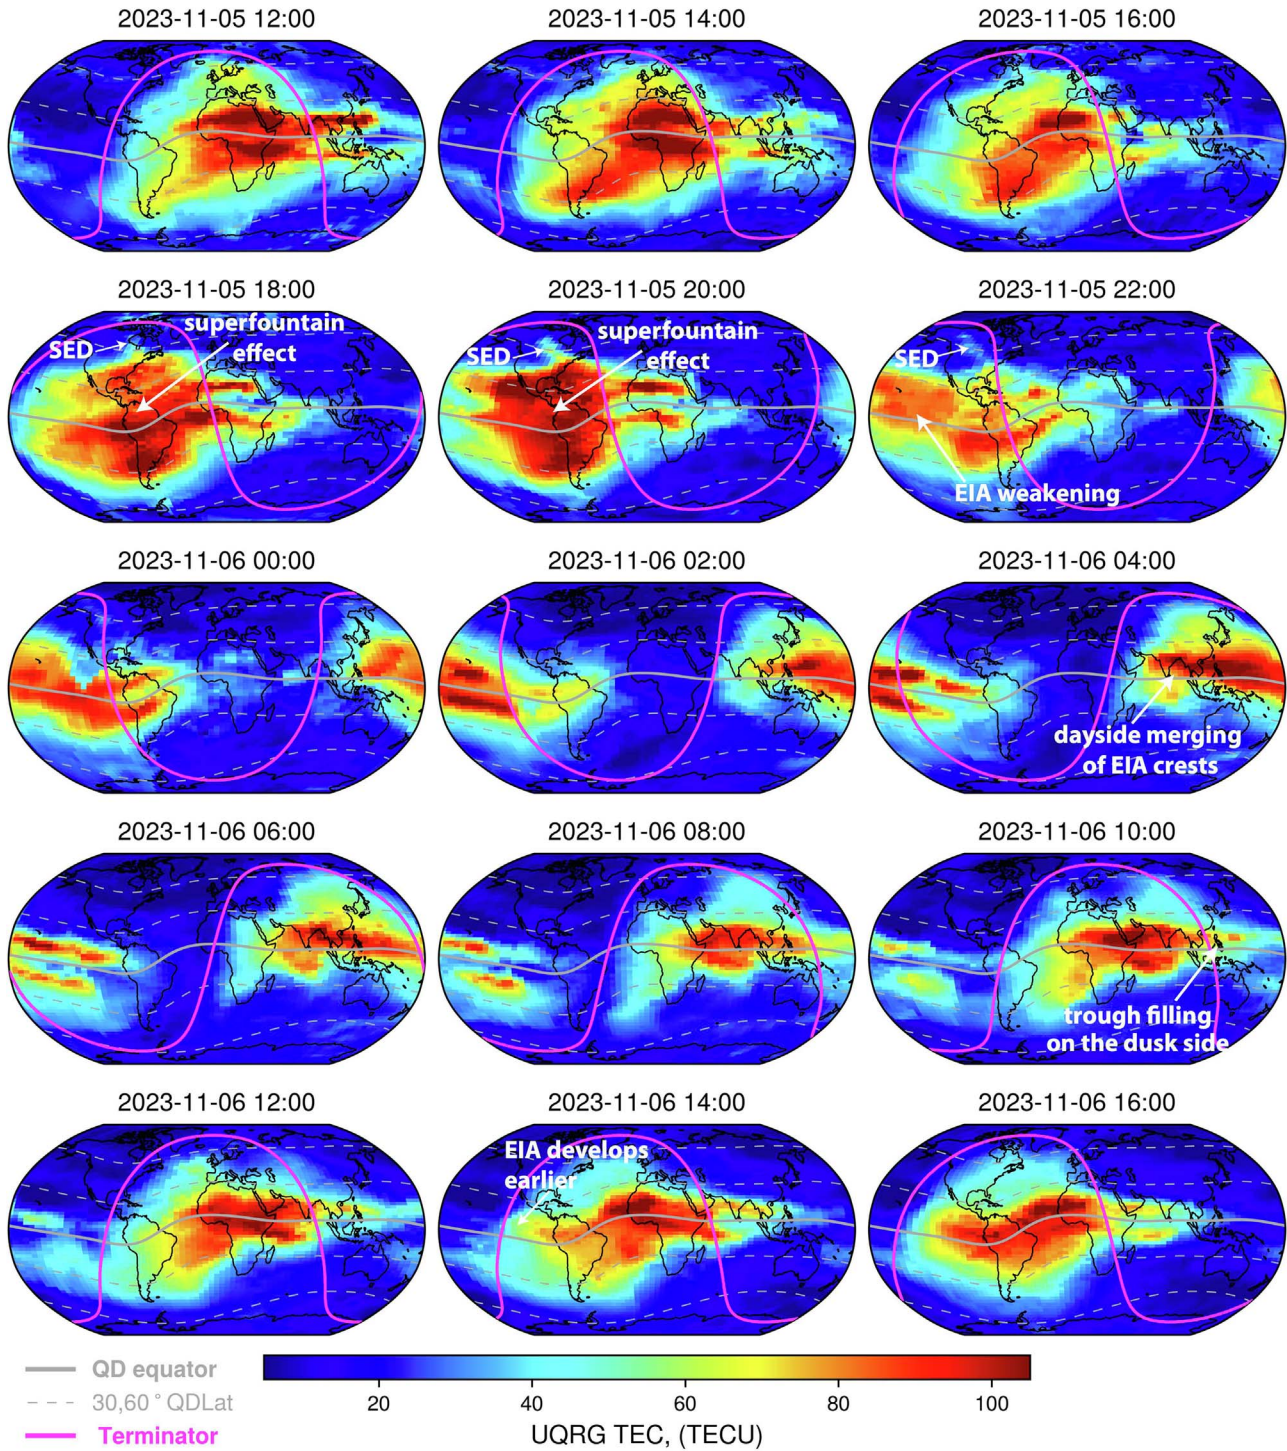 2023-11-05 12:00
2023-11-05 14:00
2023-11-05 16:00
2023-11-05 18:00
2023-11-05 20:00
2023-11-05 22:00
superfountain
effect
SED
superfountain
effect
SED
SED
EIA weakening
2023-11-06 00:00
2023-11-06 02:00
2023-11-06 04:00
dayside merging
of EIA crests
2023-11-06 06:00
2023-11-06 08:00
2023-11-06 10:00
trough filling
on the dusk side
2023-11-06 12:00
2023-11-06 14:00
2023-11-06 16:00
EIA develops
earlier
QD equator
30,60° QDLat
Terminator
20 40 60 80 100
UQRG TEC, (TECU)